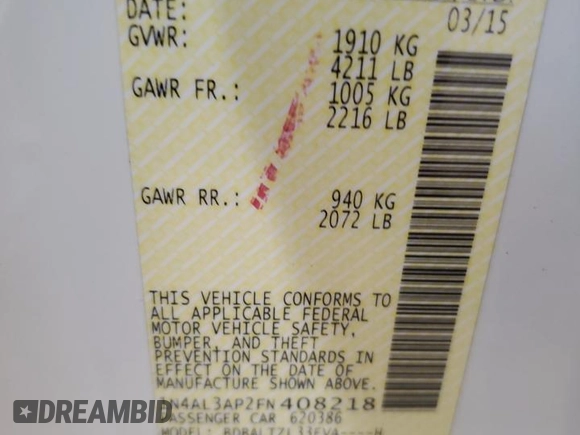 DATE: 03/15
GVWR: 1910 KG
4211 LB
GAWR FR.: 1005 KG
2216 LB
GAWR RR.: 940 KG
2072 LB
THIS VEHICLE CONFORMS TO
ALL APPLICABLE FEDERAL
MOTOR VEHICLE SAFETY,
BUMPER, AND THEFT
PREVENTION STANDARDS IN
EFFECT ON THE DATE OF
MANUFACTURE SHOWN ABOVE.
1N4AL3AP2FN408218
PASSENGER CAR 620386
DREAMBID